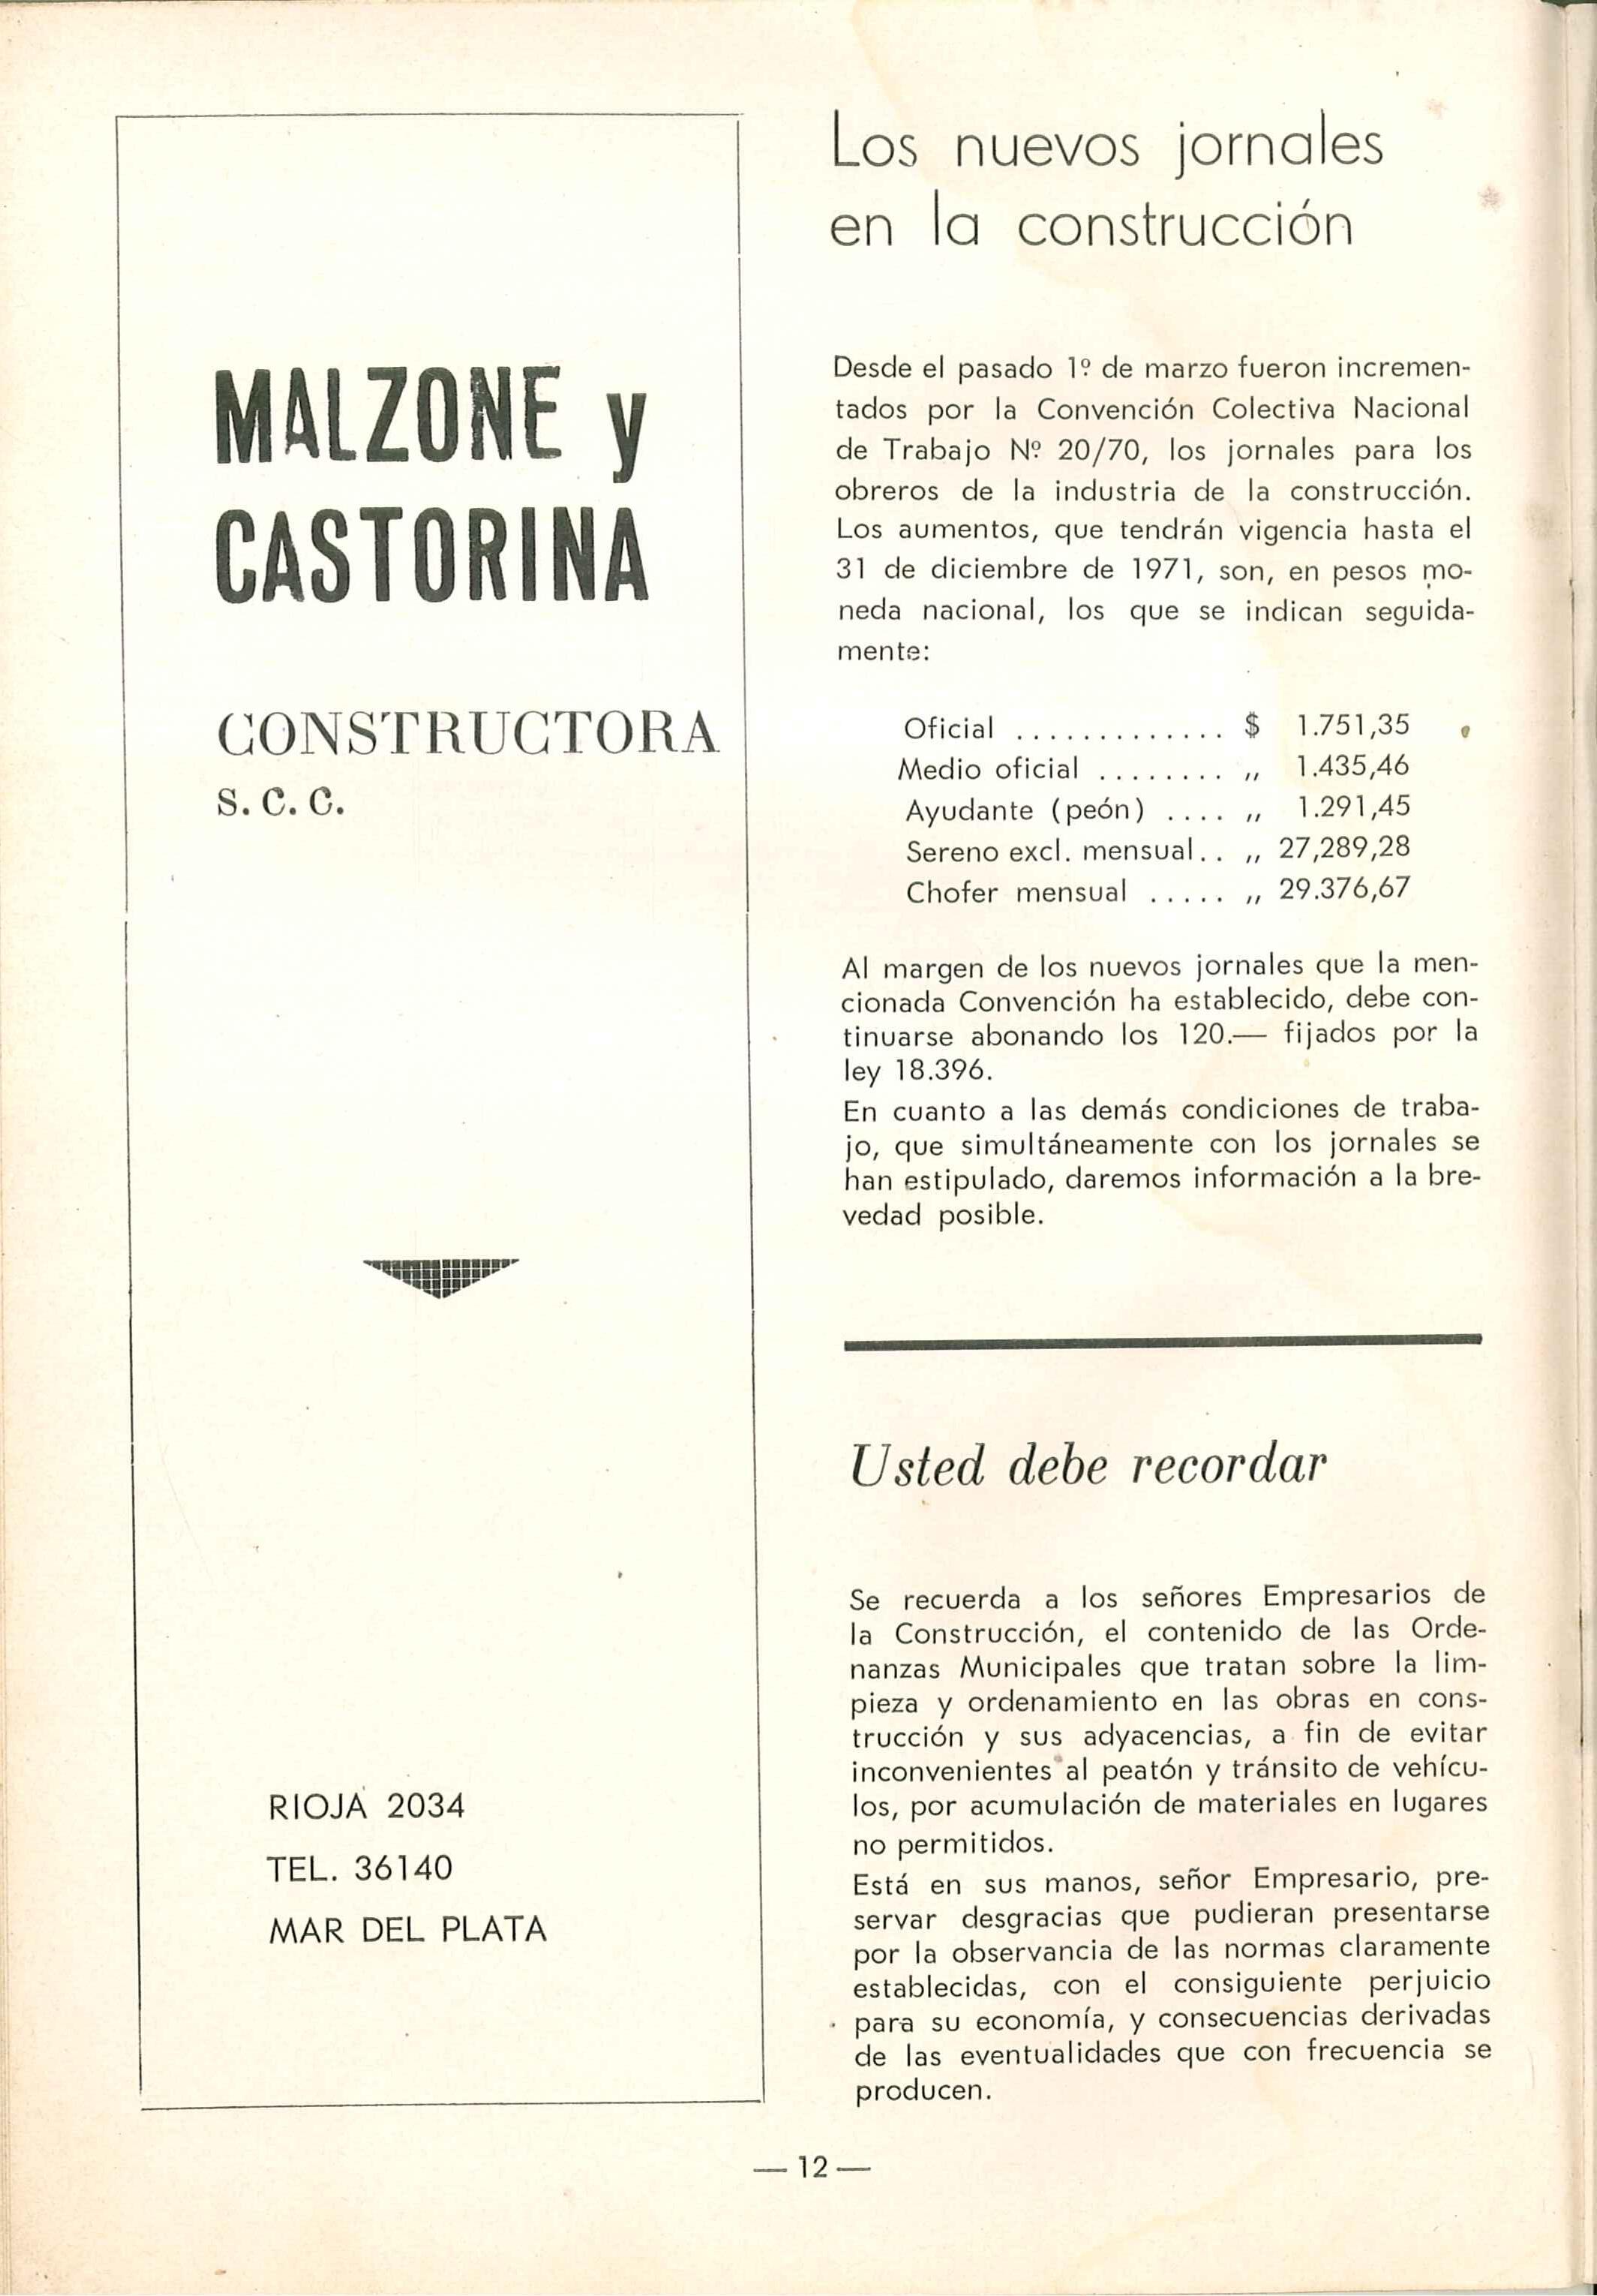 MALZONE y
CASTORINA
CONSTRUCTORA
S. C. C.
RIOJA 2034
TEL. 36140
MAR DEL PLATA
Los nuevos jornales
en la construcción
Desde el pasado 1º de marzo fueron incremen-
tados por la Convención Colectiva Nacional
de Trabajo Nº 20/70, los jornales para los
obreros de la industria de la construcción.
Los aumentos, que tendrán vigencia hasta el
31 de diciembre de 1971, son, en pesos mo-
neda nacional, los que se indican seguida-
mente:
Oficial ............. $ 1.751,35
Medio oficial ........ ,, 1.435,46
Ayudante (peón) .... ,, 1.291,45
Sereno excl. mensual.. ,, 27,289,28
Chofer mensual ..... ,, 29.376,67
Al margen de los nuevos jornales que la men-
cionada Convención ha establecido, debe con-
tinuarse abonando los 120.— fijados por la
ley 18.396.
En cuanto a las demás condiciones de traba-
jo, que simultáneamente con los jornales se
han estipulado, daremos información a la bre-
vedad posible.
Usted debe recordar
Se recuerda a los señores Empresarios de
la Construcción, el contenido de las Orde-
nanzas Municipales que tratan sobre la lim-
pieza y ordenamiento en las obras en cons-
trucción y sus adyacencias, a fin de evitar
inconvenientes al peatón y tránsito de vehícu-
los, por acumulación de materiales en lugares
no permitidos.
Está en sus manos, señor Empresario, pre-
servar desgracias que pudieran presentarse
por la observancia de las normas claramente
establecidas, con el consiguiente perjuicio
para su economía, y consecuencias derivadas
de las eventualidades que con frecuencia se
producen.
— 12 —